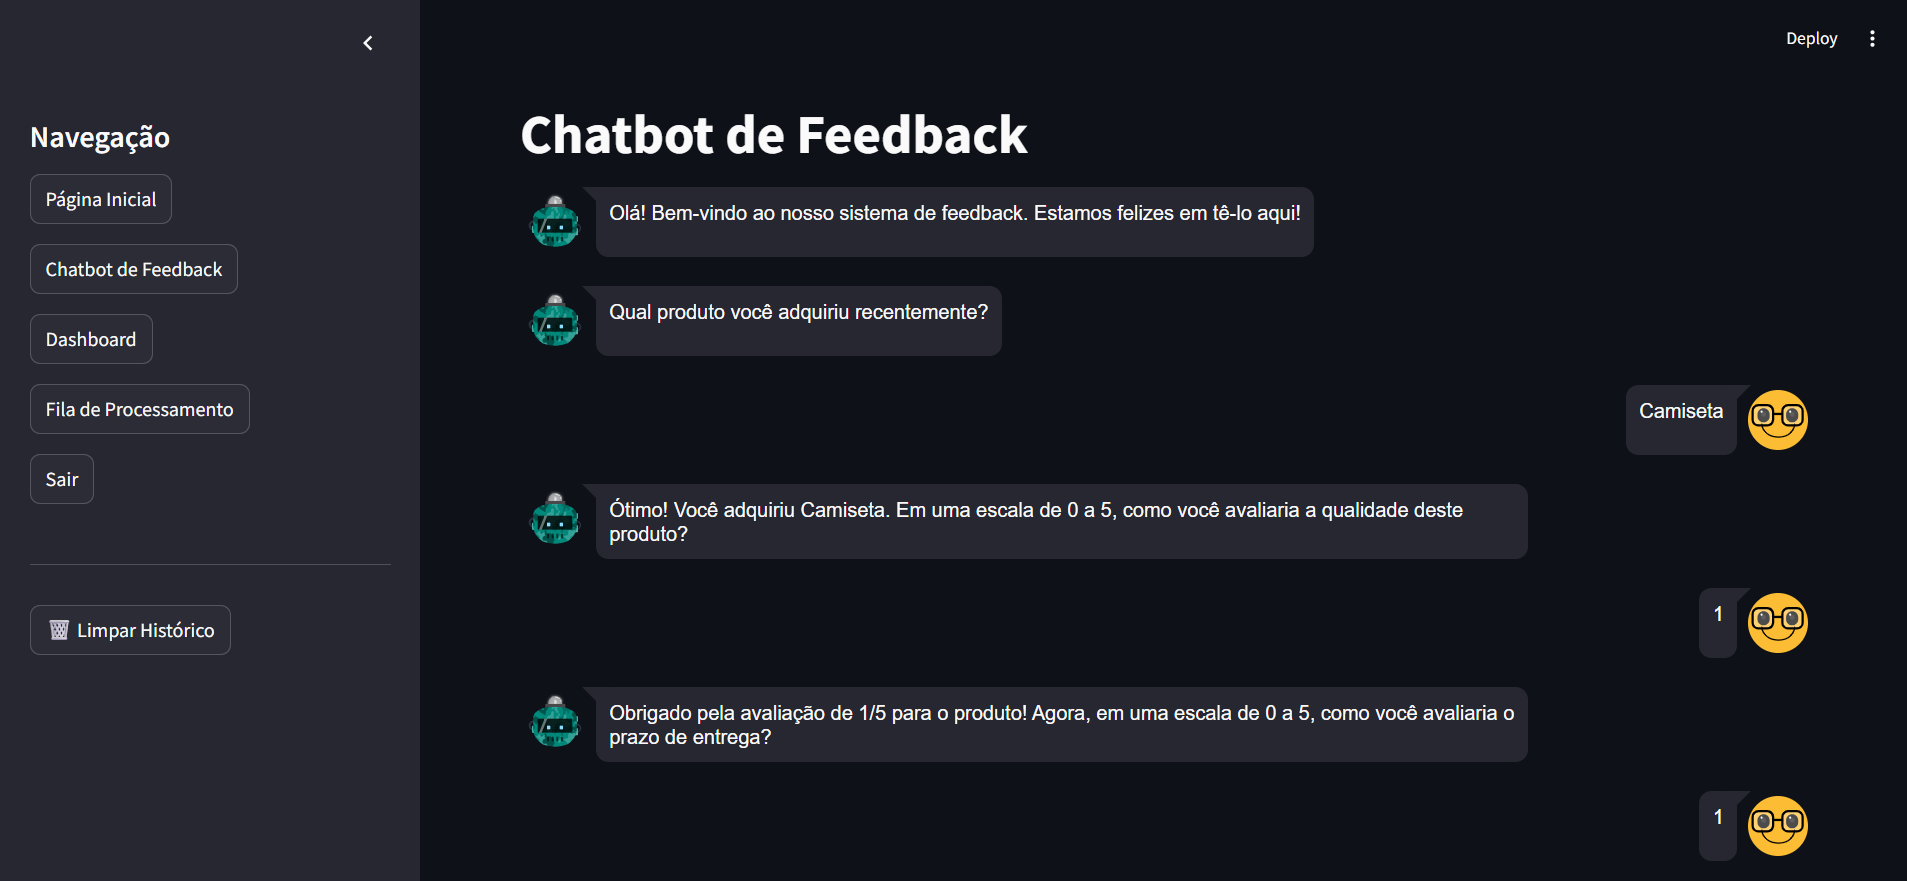 Deploy
Navegação
Página Inicial
Chatbot de Feedback
Dashboard
Fila de Processamento
Sair
🗑️ Limpar Histórico
Chatbot de Feedback
Olá! Bem-vindo ao nosso sistema de feedback. Estamos felizes em tê-lo aqui!
Qual produto você adquiriu recentemente?
Camiseta
Ótimo! Você adquiriu Camiseta. Em uma escala de 0 a 5, como você avaliaria a qualidade deste
produto?
1
Obrigado pela avaliação de 1/5 para o produto! Agora, em uma escala de 0 a 5, como você avaliaria o
prazo de entrega?
1